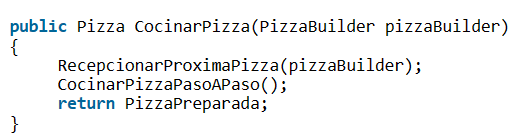 public Pizza CocinarPizza(PizzaBuilder pizzaBuilder)
{
RecepcionarProximaPizza(pizzaBuilder);
CocinarPizzaPasoAPaso();
return PizzaPreparada;
}